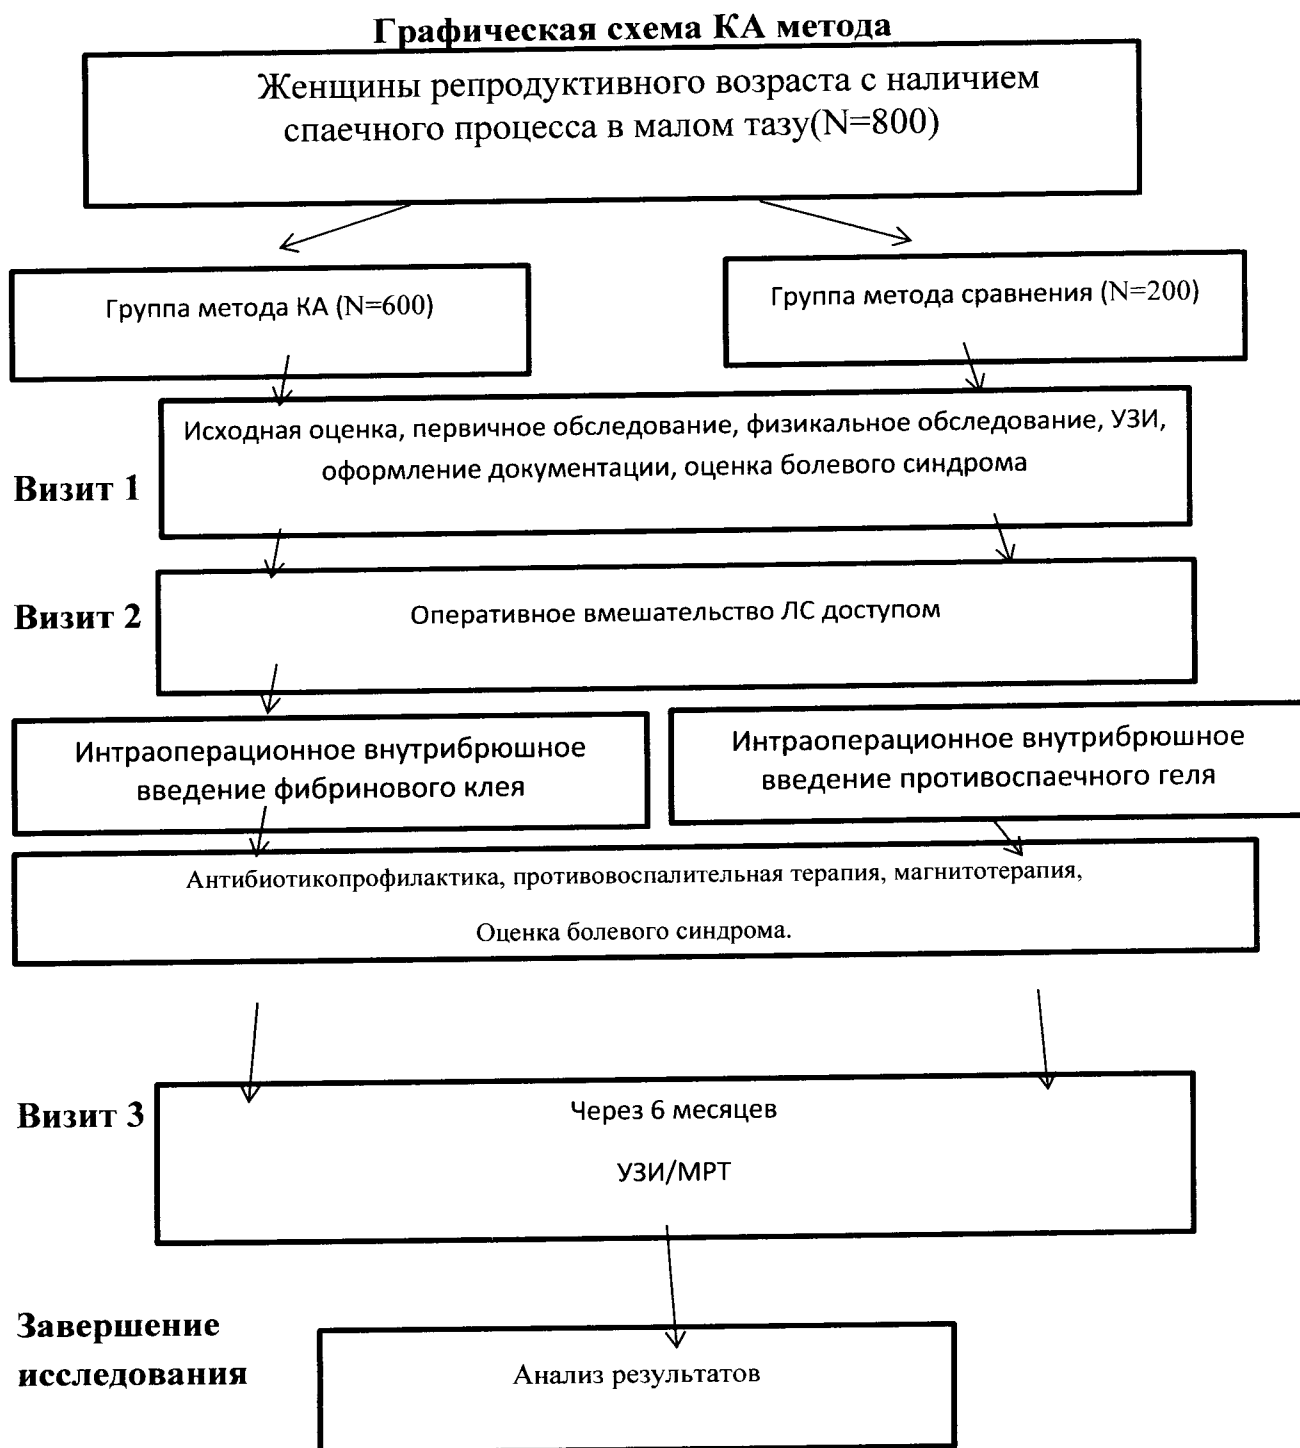 Графическая схема КА метода
Женщины репродуктивного возраста с наличием
спаечного процесса в малом тазу(N=800)
Группа метода КА (N=600)
Группа метода сравнения (N=200)
Исходная оценка, первичное обследование, физикальное обследование, УЗИ,
оформление документации, оценка болевого синдрома
Визит 1
Визит 2
Оперативное вмешательство ЛС доступом
Интраоперационное внутрибрюшное
введение фибринового клея
Интраоперационное внутрибрюшное
введение противоспаечного геля
Антибиотикопрофилактика, противовоспалительная терапия, магнитотерапия,
Оценка болевого синдрома.
Визит 3
Через 6 месяцев
УЗИ/МРТ
Завершение
исследования
Анализ результатов